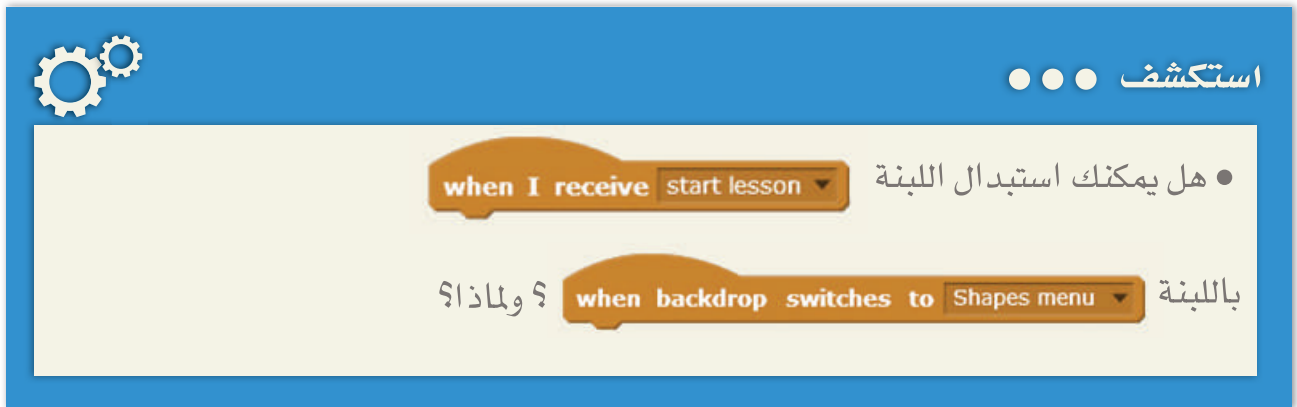 استكشف
• هل يمكنك استبدال اللبنة when I receive start lesson
باللبنة when backdrop switches to Shapes menu ؟ ولماذا؟